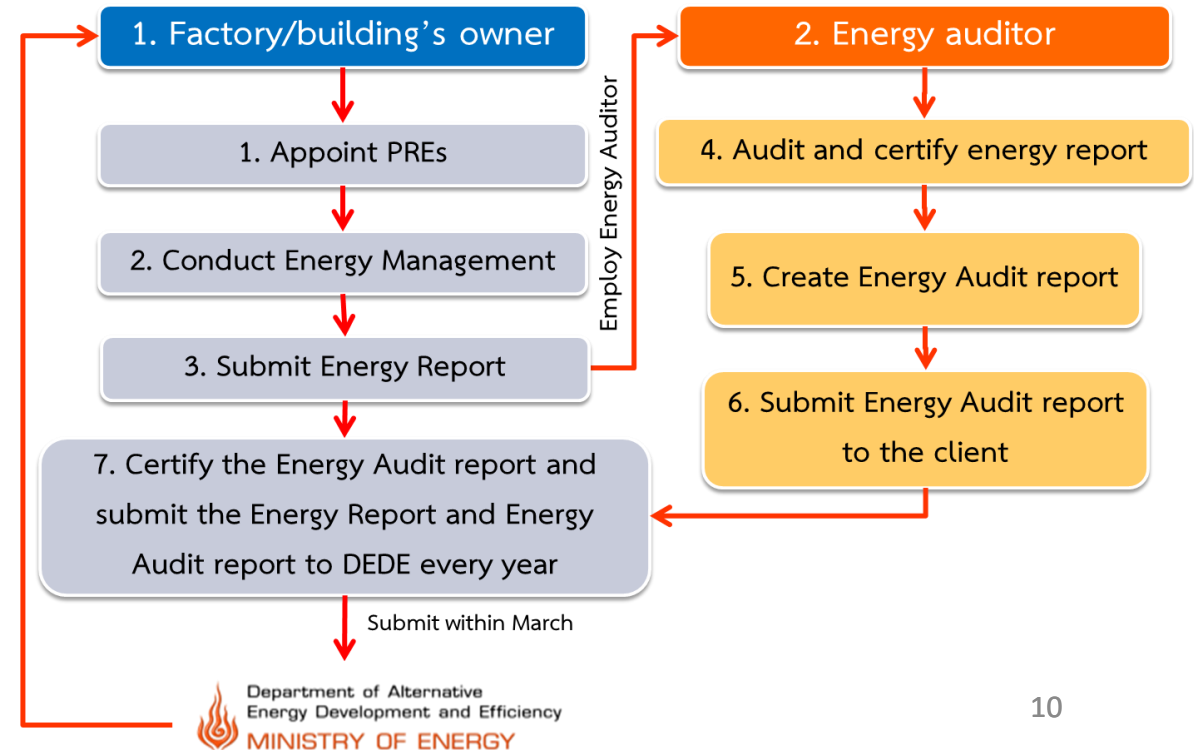 1. Factory/building's owner
1. Appoint PREs
2. Conduct Energy Management
3. Submit Energy Report
Employ Energy Auditor
2. Energy auditor
4. Audit and certify energy report
5. Create Energy Audit report
6. Submit Energy Audit report
to the client
7. Certify the Energy Audit report and
submit the Energy Report and Energy
Audit report to DEDE every year
Submit within March
Department of Alternative
Energy Development and Efficiency
MINISTRY OF ENERGY
10